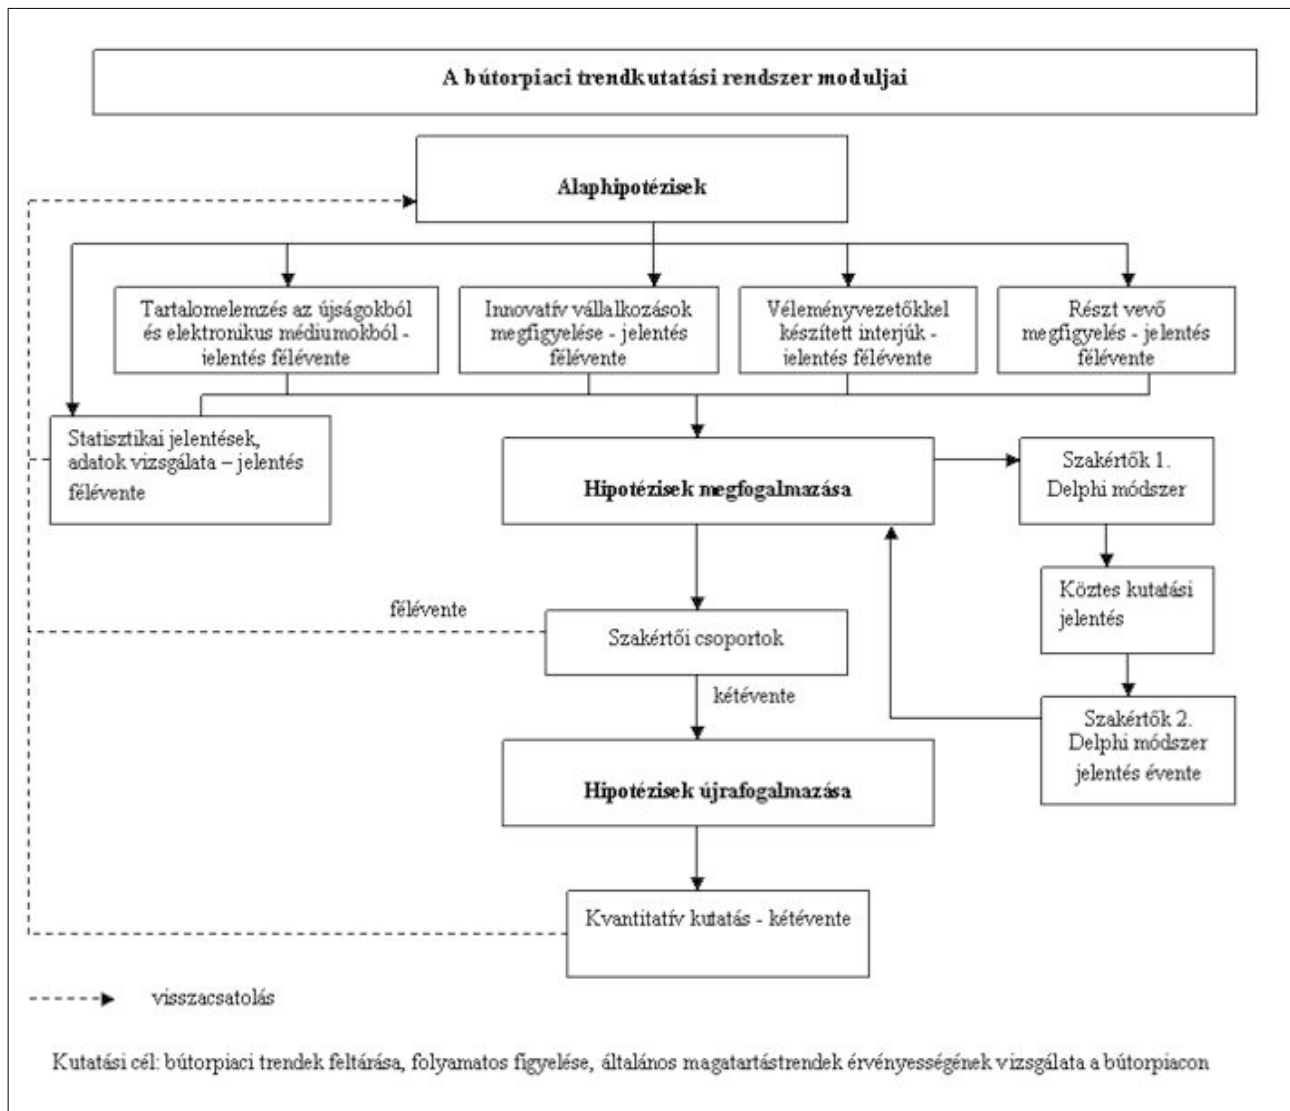 A bútorpiaci trendkutatási rendszer moduljai
Alaphipotézisek
Tartalomelemzés az újságokból
és elektronikus médiumokból -
jelentés félévente
Innovatív vállalkozások
megfigyelése - jelentés
félévente
Véleményvezetőkkel
készített interjúk -
jelentés félévente
Részt vevő
megfigyelés - jelentés
félévente
Statisztikai jelentések,
adatok vizsgálata – jelentés
félévente
Hipotézisek megfogalmazása
Szakértők 1.
Delphi módszer
Köztes kutatási
jelentés
félévente
Szakértői csoportok
kétévente
Szakértők 2.
Delphi módszer
jelentés évente
Hipotézisek újrafogalmazása
Kvantitatív kutatás - kétévente
visszacsatolás
Kutatási cél: bútorpiaci trendek feltárása, folyamatos figyelése, általános magatartástrendek érvényességének vizsgálata a bútorpiacon